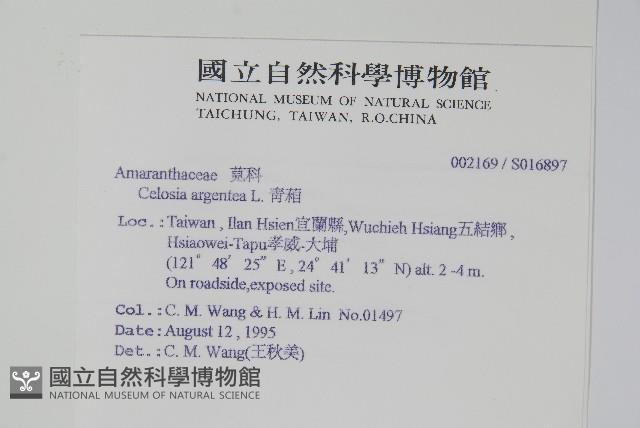 國立自然科學博物館
NATIONAL MUSEUM OF NATURAL SCIENCE
TAICHUNG, TAIWAN, R.O.CHINA
002169 / S016897
Amaranthaceae 莧科
Celosia argentea L. 青葙
Loc.:Taiwan, Ilan Hsien宜蘭縣,Wuchieh Hsiang五結鄉,
Hsiaowei-Tapu孝威-大埔
(121° 48′ 25″ E, 24° 41′ 13″ N) alt. 2 -4 m.
On roadside,exposed site.
Col.:C. M. Wang & H. M. Lin No.01497
Date:August 12, 1995
Det.:C. M. Wang(王秋美)
國立自然科學博物館
NATIONAL MUSEUM OF NATURAL SCIENCE